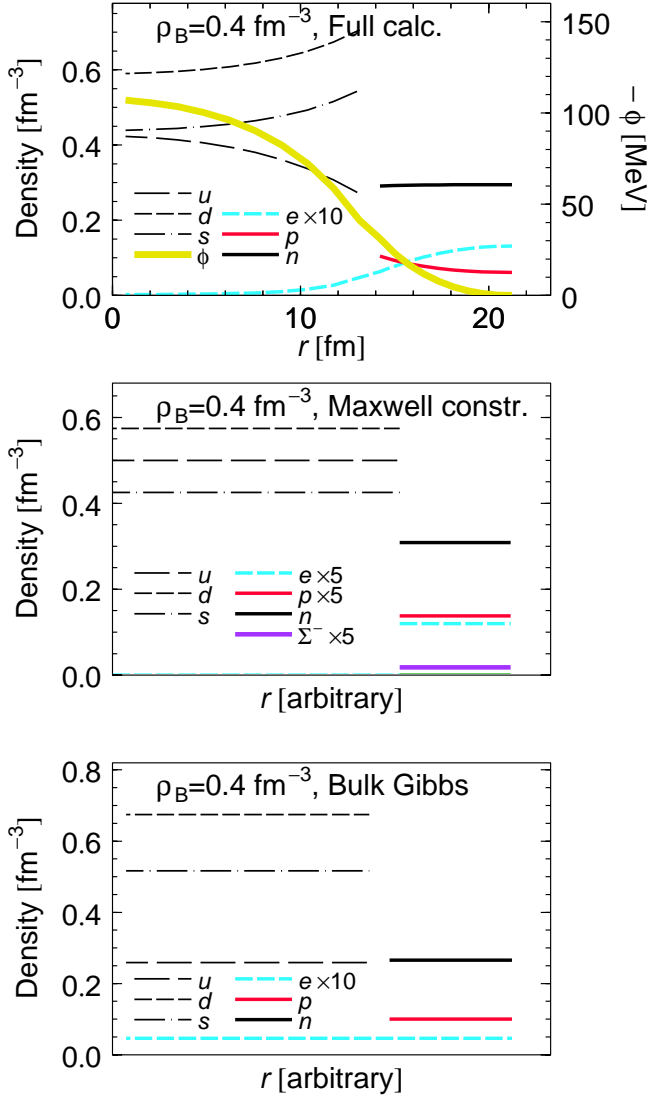 ρB=0.4 fm−3, Full calc.
Density [fm−3]
0.6
0.4
0.2
0.0
150
100
50
0
− ϕ [MeV]
u
d e×10
s p
ϕ n
0 10 20
r [fm]
ρB=0.4 fm−3, Maxwell constr.
Density [fm−3]
0.6
0.4
0.2
0.0
u e×5
d p×5
s n
Σ− ×5
r [arbitrary]
ρB=0.4 fm−3, Bulk Gibbs
Density [fm−3]
0.8
0.6
0.4
0.2
0.0
u e×10
d p
s n
r [arbitrary]